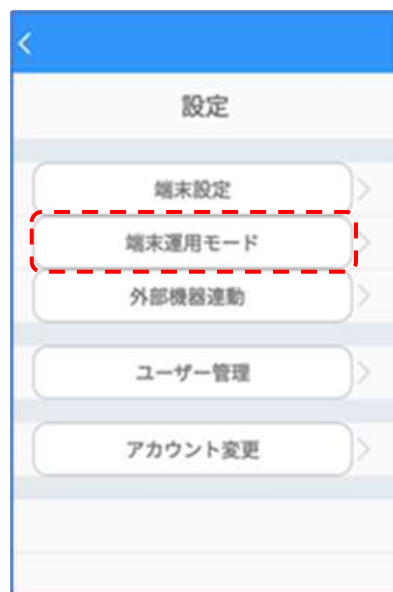 設定
端末設定
端末運用モード
外部機器連動
ユーザー管理
アカウント変更